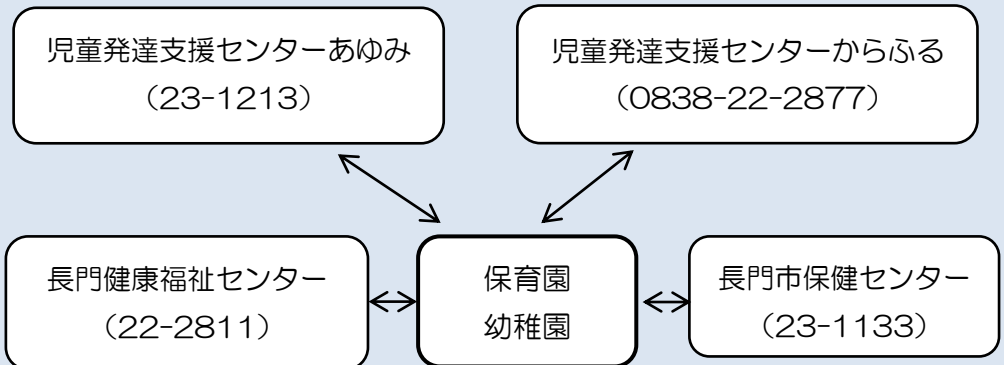 児童発達支援センターあゆみ
（23-1213）
児童発達支援センターからふる
（0838-22-2877）
長門健康福祉センター
（22-2811）
保育園
幼稚園
長門市保健センター
（23-1133）